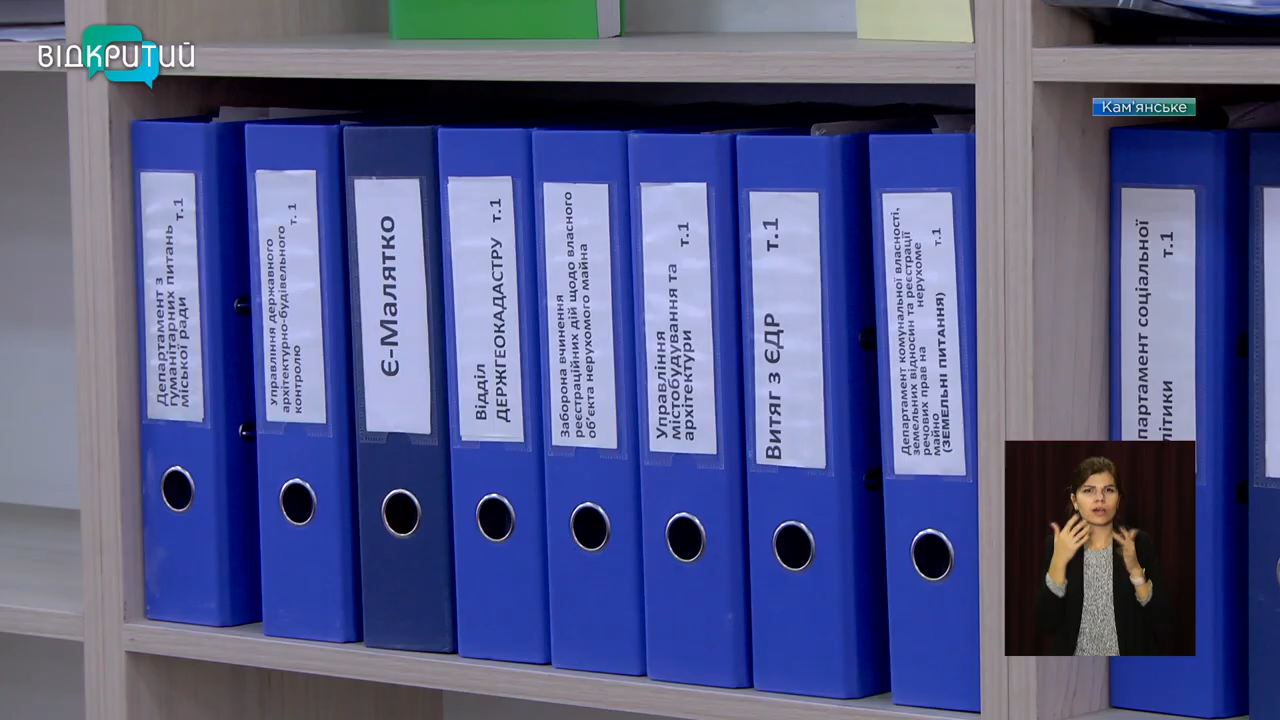 ВІДКРИТИЙ
Кам'янське
Департамент з
гуманітарних питань
міської ради
т.1
Управління державного
архітектурно-будівельного
контролю
т. 1
Є-Малятко
Відділ
ДЕРЖГЕОКАДАСТРУ т.1
Заборона вчинення
реєстраційних дій щодо власного
об'єкта нерухомого майна
Управління
містобудування та
архітектури
т.1
Витяг з ЄДР т.1
Департамент комунальної власності,
земельних відносин та реєстрації
речових прав на нерухоме
майно
(ЗЕМЕЛЬНІ ПИТАННЯ)
т.1
партамент соціальної
літики
т.1